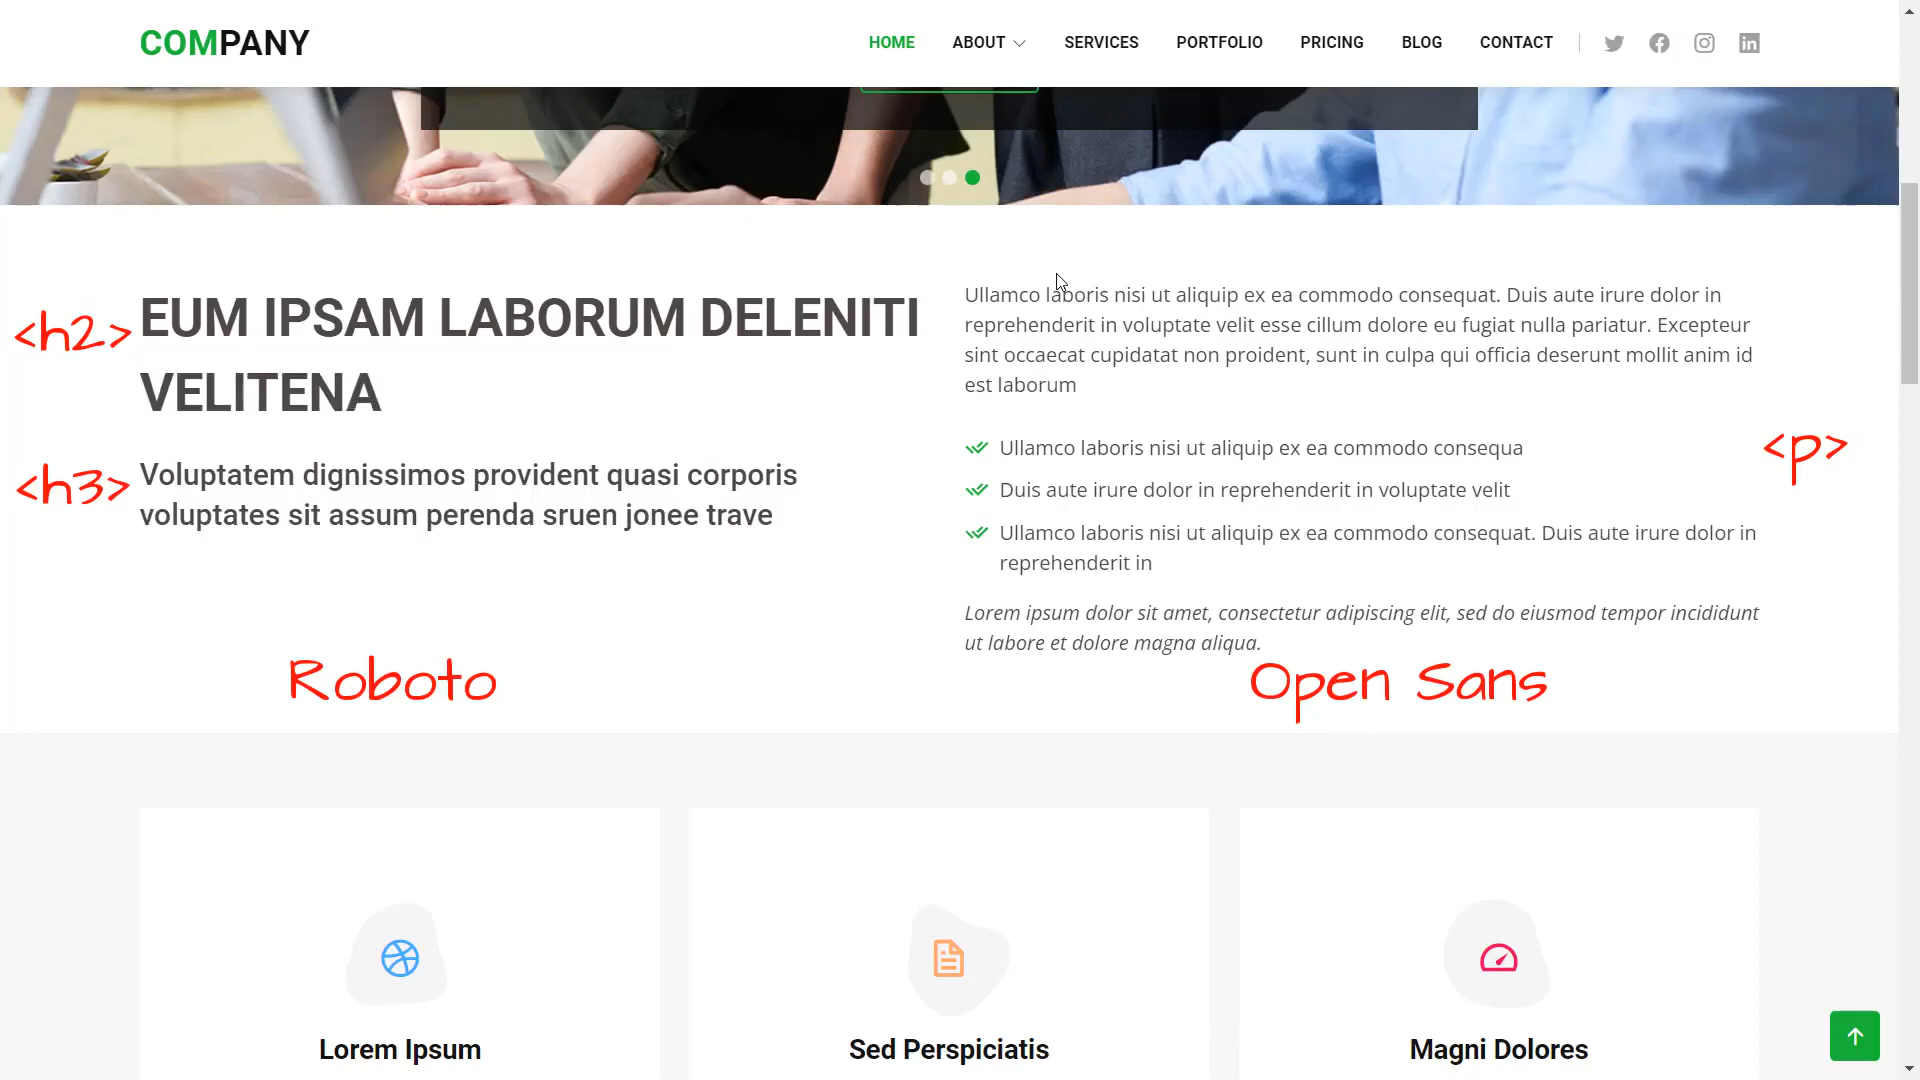 COMPANY
HOME ABOUT SERVICES PORTFOLIO PRICING BLOG CONTACT
<h2>
EUM IPSAM LABORUM DELENITI
VELITENA
<h3>
Voluptatem dignissimos provident quasi corporis
voluptates sit assum perenda sruen jonee trave
Roboto
Ullamco laboris nisi ut aliquip ex ea commodo consequat. Duis aute irure dolor in
reprehenderit in voluptate velit esse cillum dolore eu fugiat nulla pariatur. Excepteur
sint occaecat cupidatat non proident, sunt in culpa qui officia deserunt mollit anim id
est laborum
Ullamco laboris nisi ut aliquip ex ea commodo consequa
Duis aute irure dolor in reprehenderit in voluptate velit
Ullamco laboris nisi ut aliquip ex ea commodo consequat. Duis aute irure dolor in
reprehenderit in
<p>
Lorem ipsum dolor sit amet, consectetur adipiscing elit, sed do eiusmod tempor incididunt
ut labore et dolore magna aliqua.
Open Sans
Lorem Ipsum
Sed Perspiciatis
Magni Dolores